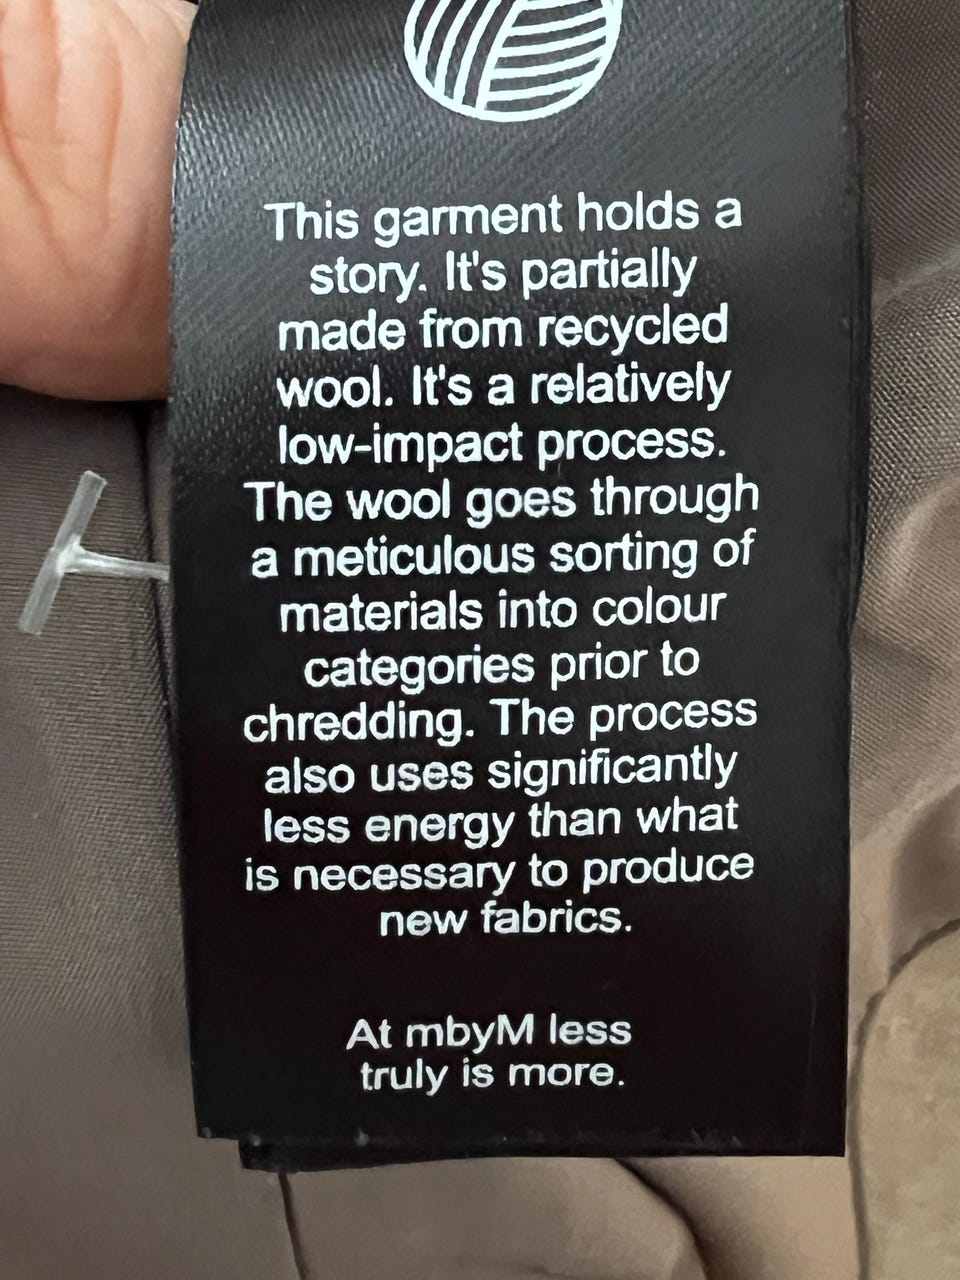 This garment holds a
story. It's partially
made from recycled
wool. It's a relatively
low-impact process.
The wool goes through
a meticulous sorting of
materials into colour
categories prior to
chredding. The process
also uses significantly
less energy than what
is necessary to produce
new fabrics.
At mbyM less
truly is more.